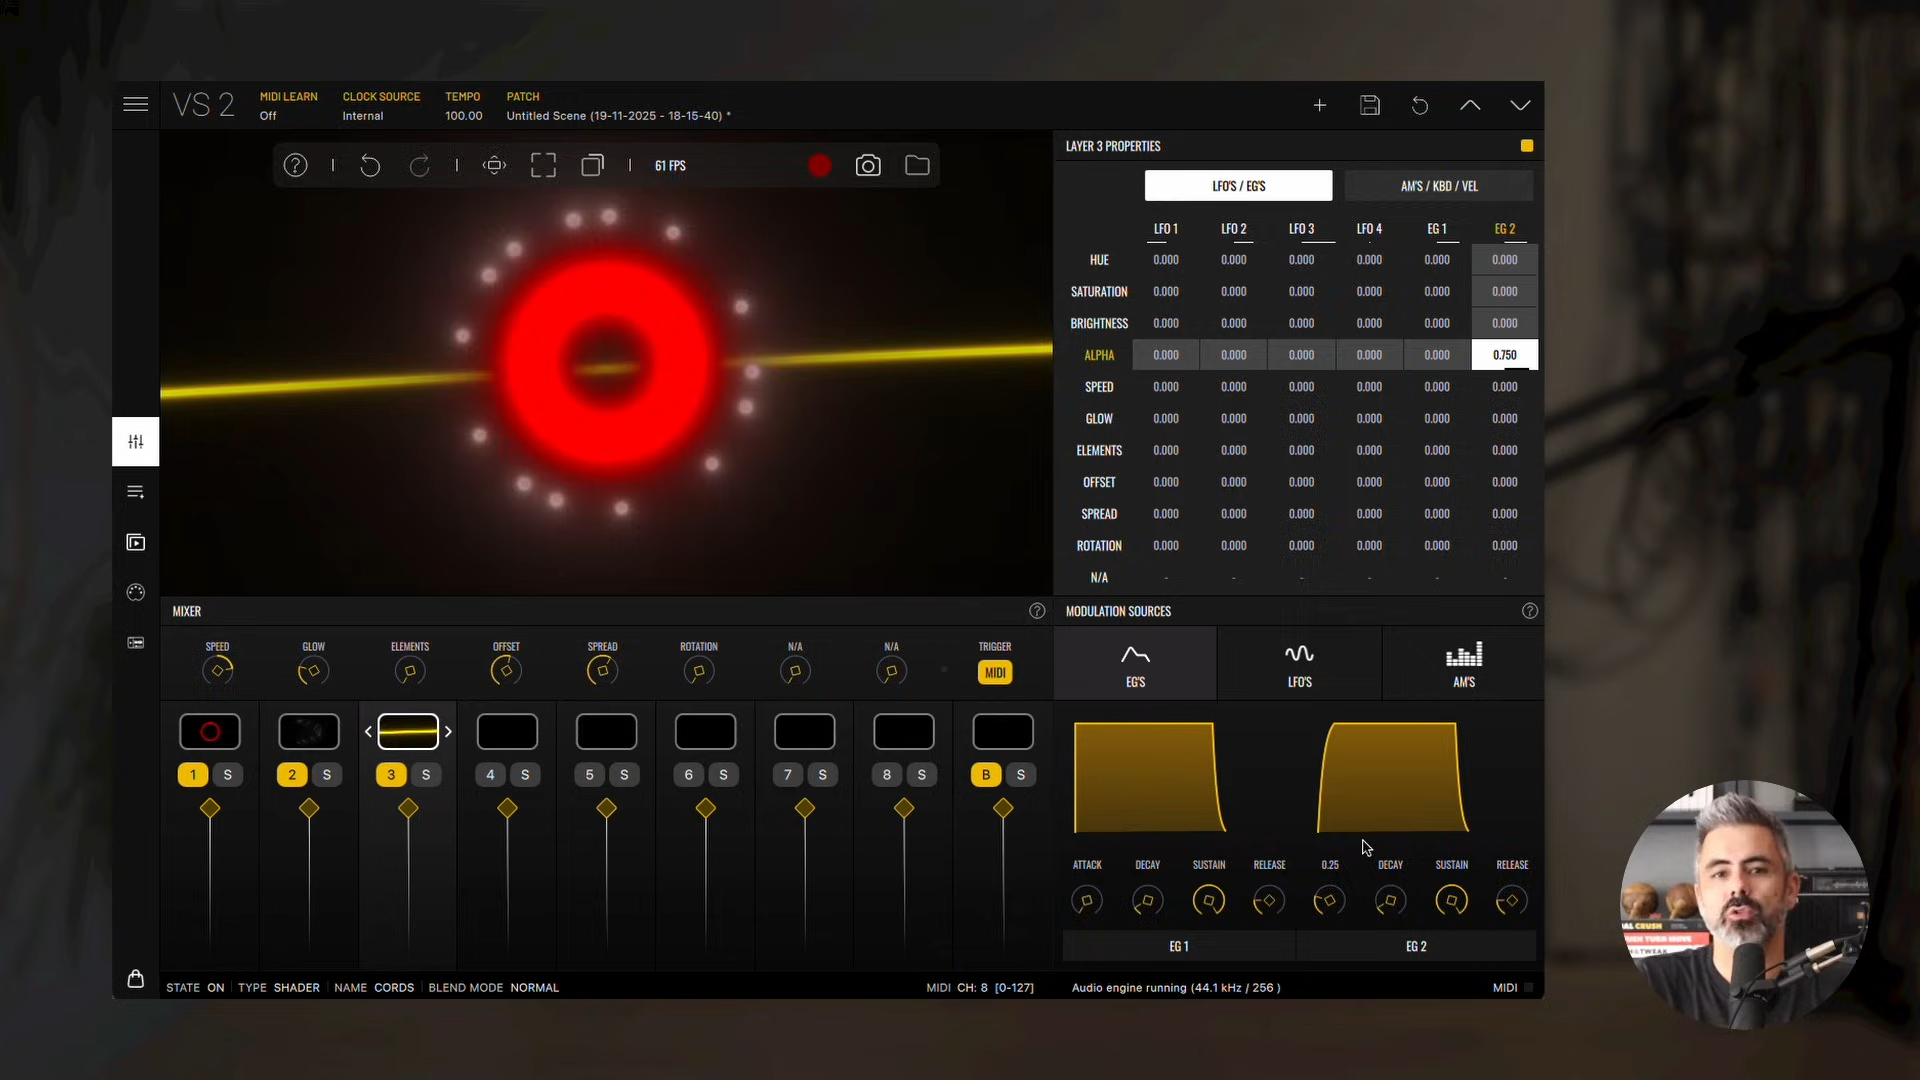 VS 2
MIDI LEARN
Off
CLOCK SOURCE
Internal
TEMPO
100.00
PATCH
Untitled Scene (19-11-2025 - 18-15-40) *
61 FPS
LAYER 3 PROPERTIES
LFO'S / EG'S
AM'S / KBD / VEL
LFO 1 LFO 2 LFO 3 LFO 4 EG 1 EG 2
HUE 0.000 0.000 0.000 0.000 0.000 0.000
SATURATION 0.000 0.000 0.000 0.000 0.000 0.000
BRIGHTNESS 0.000 0.000 0.000 0.000 0.000 0.000
ALPHA 0.000 0.000 0.000 0.000 0.000 0.750
SPEED 0.000 0.000 0.000 0.000 0.000 0.000
GLOW 0.000 0.000 0.000 0.000 0.000 0.000
ELEMENTS 0.000 0.000 0.000 0.000 0.000 0.000
OFFSET 0.000 0.000 0.000 0.000 0.000 0.000
SPREAD 0.000 0.000 0.000 0.000 0.000 0.000
ROTATION 0.000 0.000 0.000 0.000 0.000 0.000
N/A - - - - - -
MIXER
SPEED GLOW ELEMENTS OFFSET SPREAD ROTATION N/A N/A TRIGGER
MIDI
1 S 2 S 3 S 4 S 5 S 6 S 7 S 8 S B S
MODULATION SOURCES
EG'S LFO'S AM'S
ATTACK DECAY SUSTAIN RELEASE 0.25 DECAY SUSTAIN RELEASE
EG 1 EG 2
STATE ON TYPE SHADER NAME CORDS BLEND MODE NORMAL
MIDI CH: 8 [0-127]
Audio engine running (44.1 kHz / 256 )
MIDI
CRUSH
TURN MOVE
TWEAK